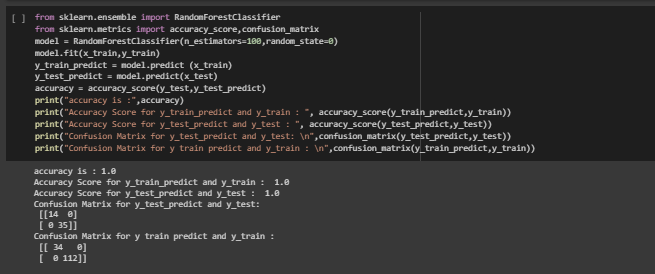 [ ] from sklearn.ensemble import RandomForestClassifier
from sklearn.metrics import accuracy_score,confusion_matrix
model = RandomForestClassifier(n_estimators=100,random_state=0)
model.fit(x_train,y_train)
y_train_predict = model.predict (x_train)
y_test_predict = model.predict(x_test)
accuracy = accuracy_score(y_test,y_test_predict)
print("accuracy is :",accuracy)
print("Accuracy Score for y_train_predict and y_train : ", accuracy_score(y_train_predict,y_train))
print("Accuracy Score for y_test_predict and y_test : ", accuracy_score(y_test_predict,y_test))
print("Confusion Matrix for y_test_predict and y_test: \n",confusion_matrix(y_test_predict,y_test))
print("Confusion Matrix for y train predict and y_train : \n",confusion_matrix(y_train_predict,y_train))
accuracy is : 1.0
Accuracy Score for y_train_predict and y_train :  1.0
Accuracy Score for y_test_predict and y_test :  1.0
Confusion Matrix for y_test_predict and y_test:
[[14  0]
[ 0 35]]
Confusion Matrix for y train predict and y_train :
[[ 34   0]
[  0 112]]